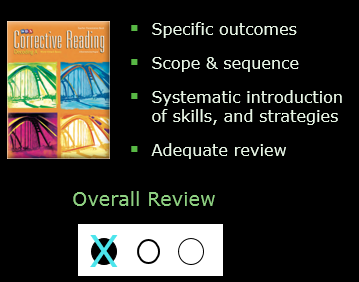 Corrective Reading
Specific outcomes
Scope & sequence
Systematic introduction
of skills, and strategies
Adequate review
Overall Review
X